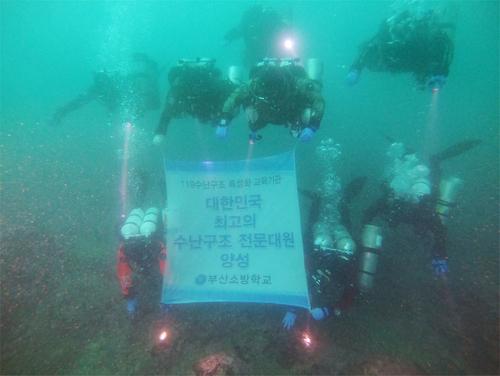 119수난구조 특성화 교육기관
대한민국
최고의
수난구조 전문대원
양성
부산소방학교